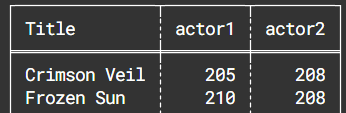 Title actor1 actor2
Crimson Veil 205 208
Frozen Sun 210 208